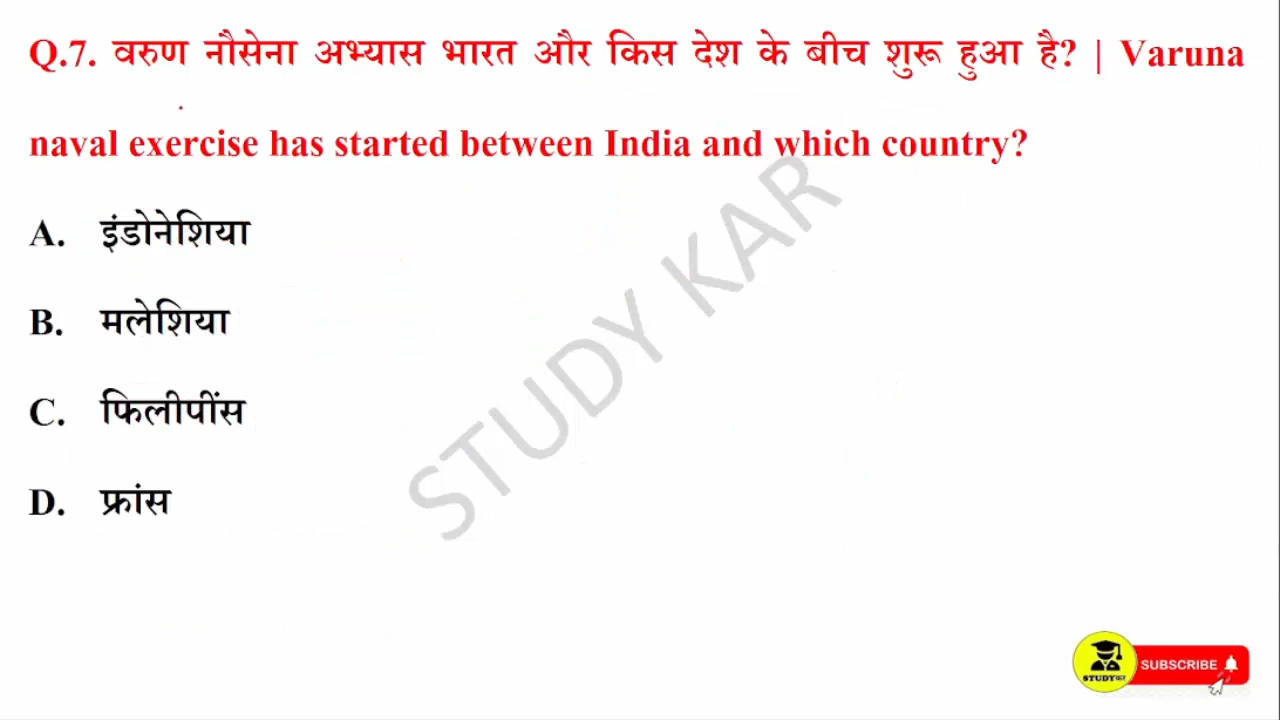 Q.7. वरुण नौसेना अभ्यास भारत और किस देश के बीच शुरू हुआ है? | Varuna
naval exercise has started between India and which country?
A. इंडोनेशिया
B. मलेशिया
C. फिलीपींस
D. फ्रांस
STUDY KAR
STUDYकर
SUBSCRIBE